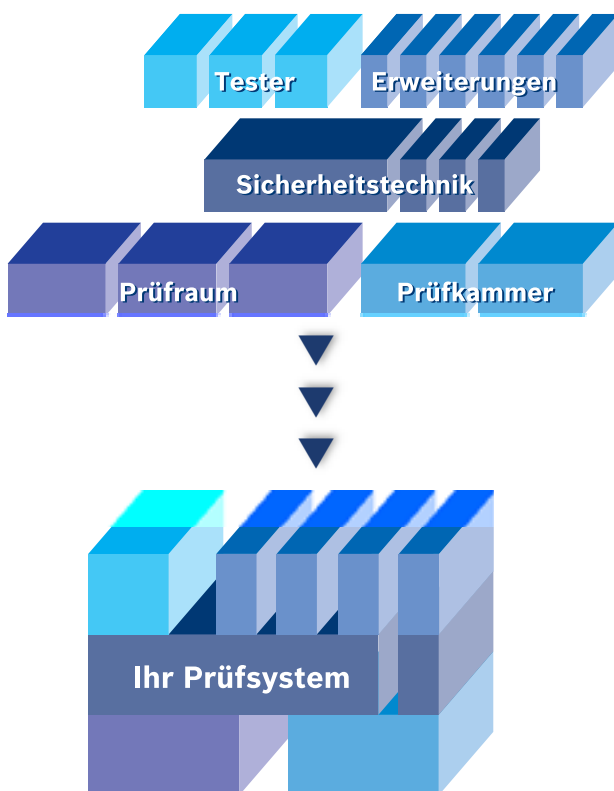 Tester
Erweiterungen
Sicherheitstechnik
Prüfraum
Prüfkammer
Ihr Prüfsystem